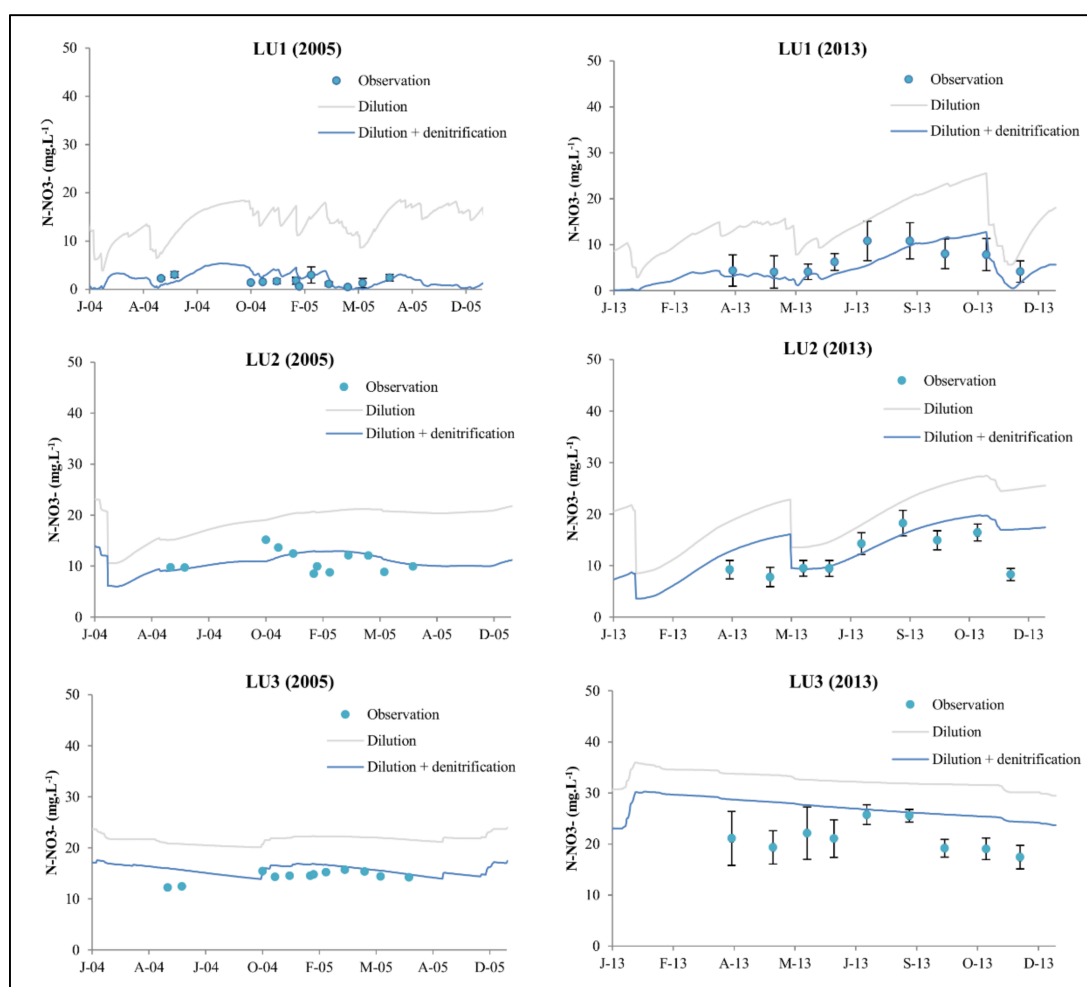 LU1 (2005)
50
40
30
20
10
0
N-NO3- (mg.L⁻¹)
Observation
Dilution
Dilution + denitrification
J-04 A-04 J-04 O-04 F-05 M-05 A-05 D-05
LU1 (2013)
50
40
30
20
10
0
N-NO3- (mg.L⁻¹)
Observation
Dilution
Dilution + denitrification
J-13 F-13 A-13 M-13 J-13 S-13 O-13 D-13
LU2 (2005)
50
40
30
20
10
0
N-NO3- (mg.L⁻¹)
Observation
Dilution
Dilution + denitrification
J-04 A-04 J-04 O-04 F-05 M-05 A-05 D-05
LU2 (2013)
50
40
30
20
10
0
N-NO3- (mg.L⁻¹)
Observation
Dilution
Dilution + denitrification
J-13 F-13 A-13 M-13 J-13 S-13 O-13 D-13
LU3 (2005)
50
40
30
20
10
0
N-NO3- (mg.L⁻¹)
Observation
Dilution
Dilution + denitrification
J-04 A-04 J-04 O-04 F-05 M-05 A-05 D-05
LU3 (2013)
50
40
30
20
10
0
N-NO3- (mg.L⁻¹)
Observation
Dilution
Dilution + denitrification
J-13 F-13 A-13 M-13 J-13 S-13 O-13 D-13